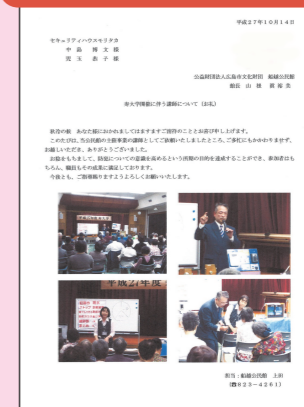 平成27年10月14日
セキュリティハウスモリタカ
中島 博文様
児玉 恭子様
公益財団法人広島市文化財団 船越公民館
館長 山根
寿大学開催に伴う講師について（お礼）
秋冷の候 あなた様におかれましてはますますご清祥のこととお喜び申し上げます。
このたびは、当公民館の主催事業の講師としてご依頼いたしましたところ、ご多忙にもかかわりませず、
お越しいただき、ありがとうございました。
お陰をもちまして、防犯についての意識を高めるという所期の目的を達成することができ、参加者はも
ちろん、職員もその成果に満足しております。
今後とも、ご指導賜りますようよろしくお願いいたします。
平成27年度
担当：船越公民館 上田
（☎823-4261）